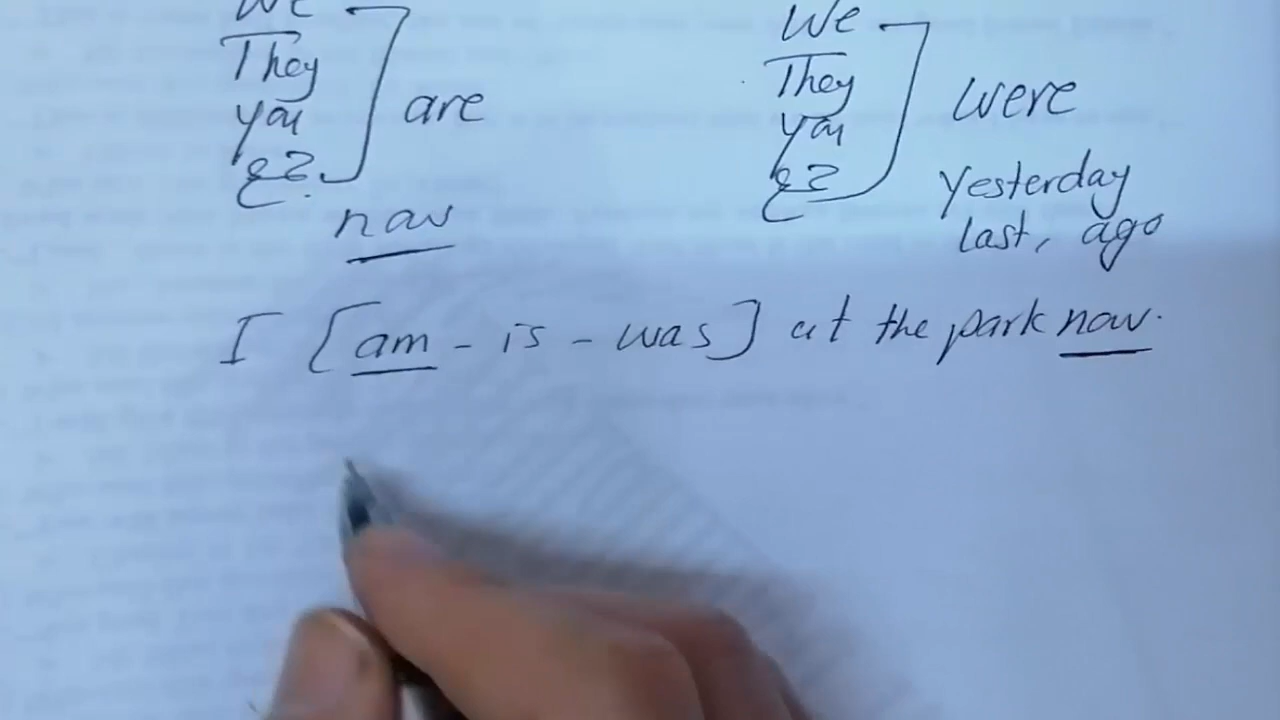 We
They
you
are
now
We
They
you
were
Yesterday
last, ago
I [am - is - was] at the park now.